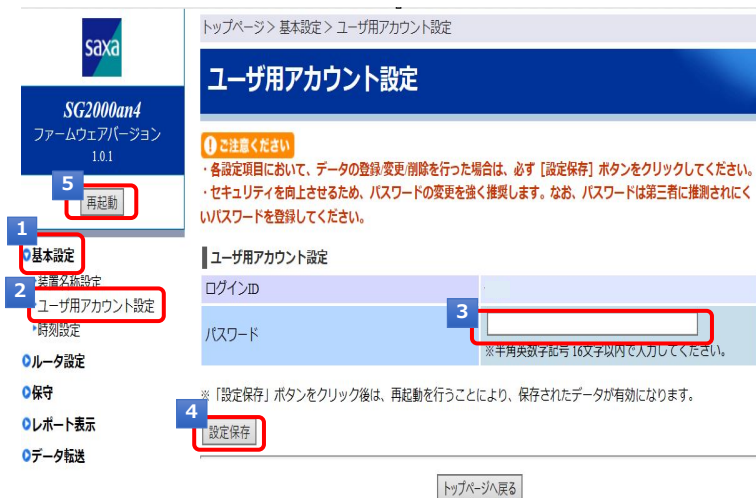 saxa
SG2000an4
ファームウェアバージョン
1.0.1
5
再起動
1
基本設定
装置名称設定
2
ユーザ用アカウント設定
時刻設定
ルータ設定
保守
レポート表示
データ転送
トップページ> 基本設定> ユーザ用アカウント設定
ユーザ用アカウント設定
ご注意ください
・各設定項目において、データの登録/変更/削除を行った場合は、必ず [設定保存] ボタンをクリックしてください。
・セキュリティを向上させるため、パスワードの変更を強く推奨します。なお、パスワードは第三者に推測されにく
いパスワードを登録してください。
ユーザ用アカウント設定
ログインID
パスワード
3
※半角英数字記号 16文字以内で入力してください。
※「設定保存」ボタンをクリック後は、再起動を行うことにより、保存されたデータが有効になります。
4
設定保存
トップページへ戻る